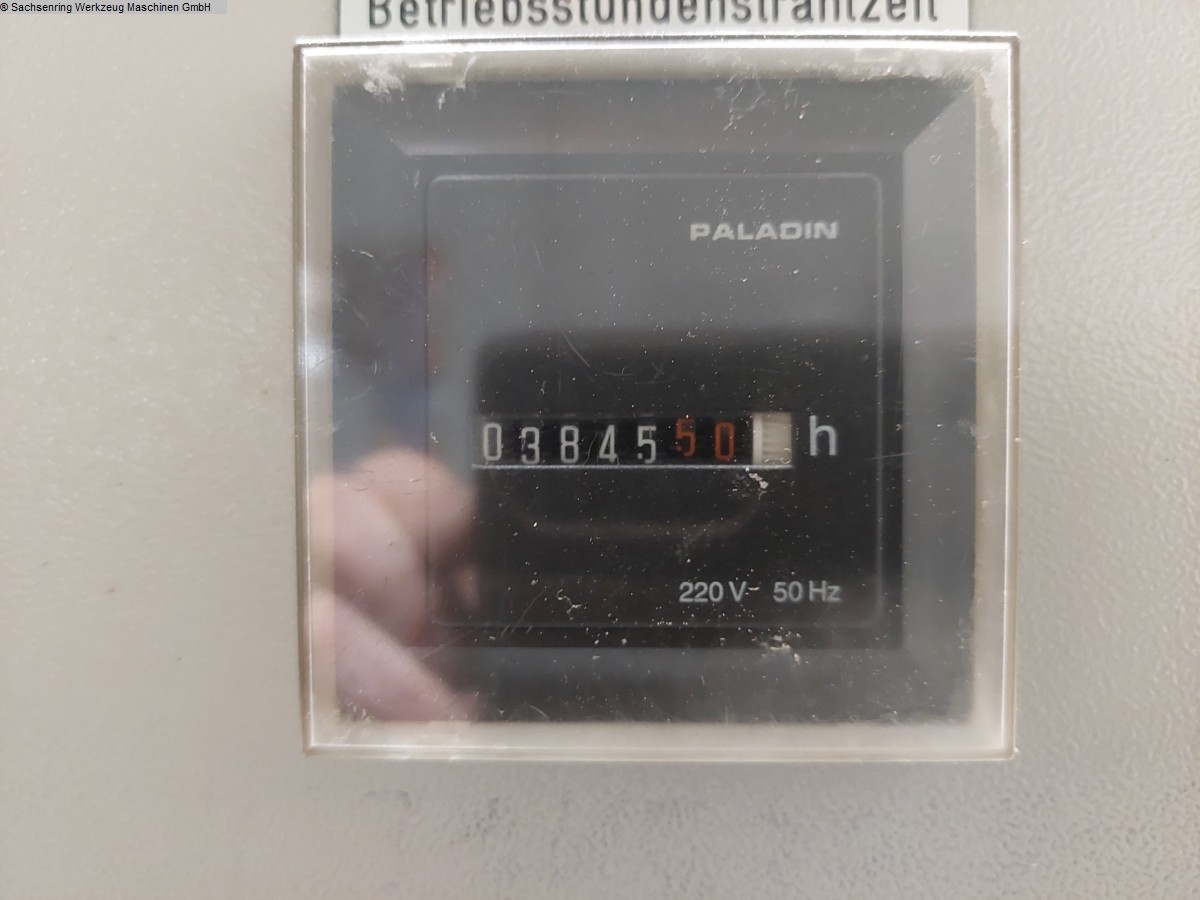 © Sachsenring Werkzeug Maschinen GmbH
Betriebsstundenstrahlzeit
PALADIN
0384550 h
220 V~ 50 Hz